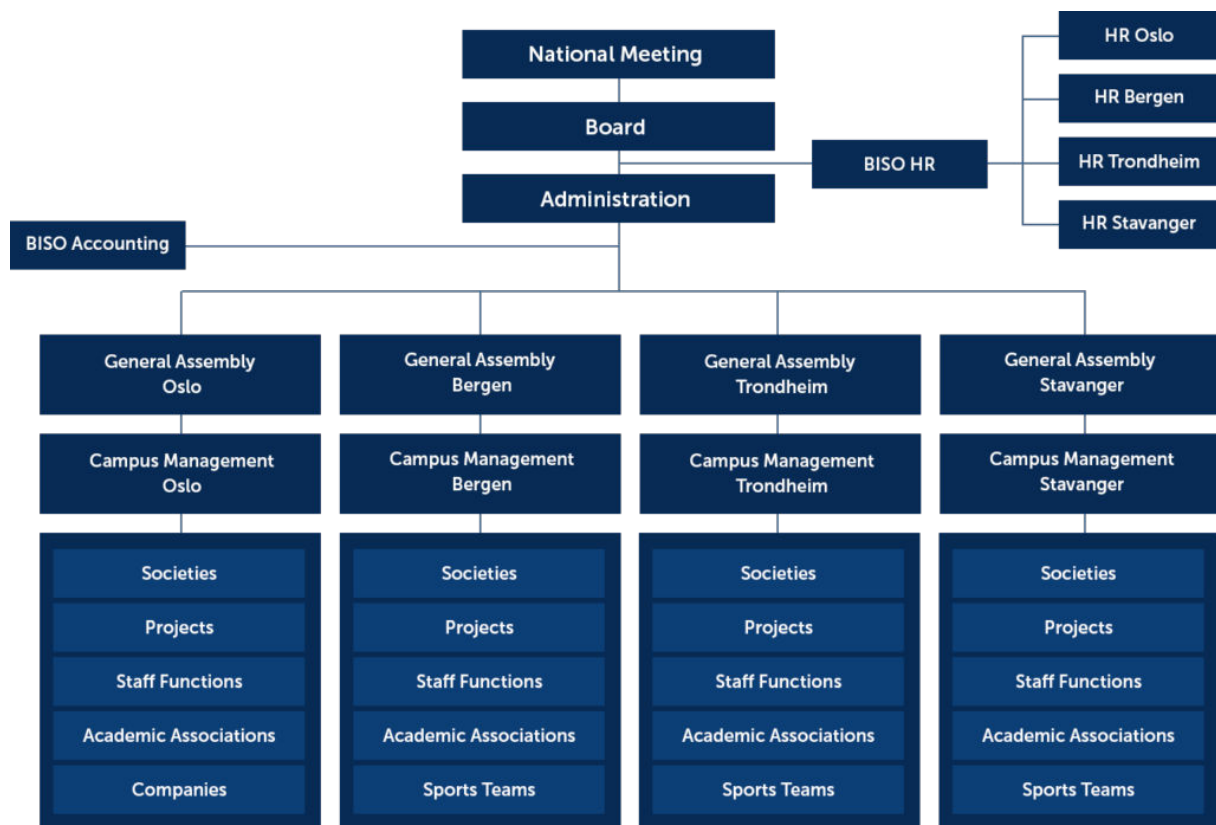 National Meeting
Board
Administration
BISO HR
HR Oslo
HR Bergen
HR Trondheim
HR Stavanger
BISO Accounting
General Assembly
Oslo
Campus Management
Oslo
Societies
Projects
Staff Functions
Academic Associations
Companies
General Assembly
Bergen
Campus Management
Bergen
Societies
Projects
Staff Functions
Academic Associations
Sports Teams
General Assembly
Trondheim
Campus Management
Trondheim
Societies
Projects
Staff Functions
Academic Associations
Sports Teams
General Assembly
Stavanger
Campus Management
Stavanger
Societies
Projects
Staff Functions
Academic Associations
Sports Teams